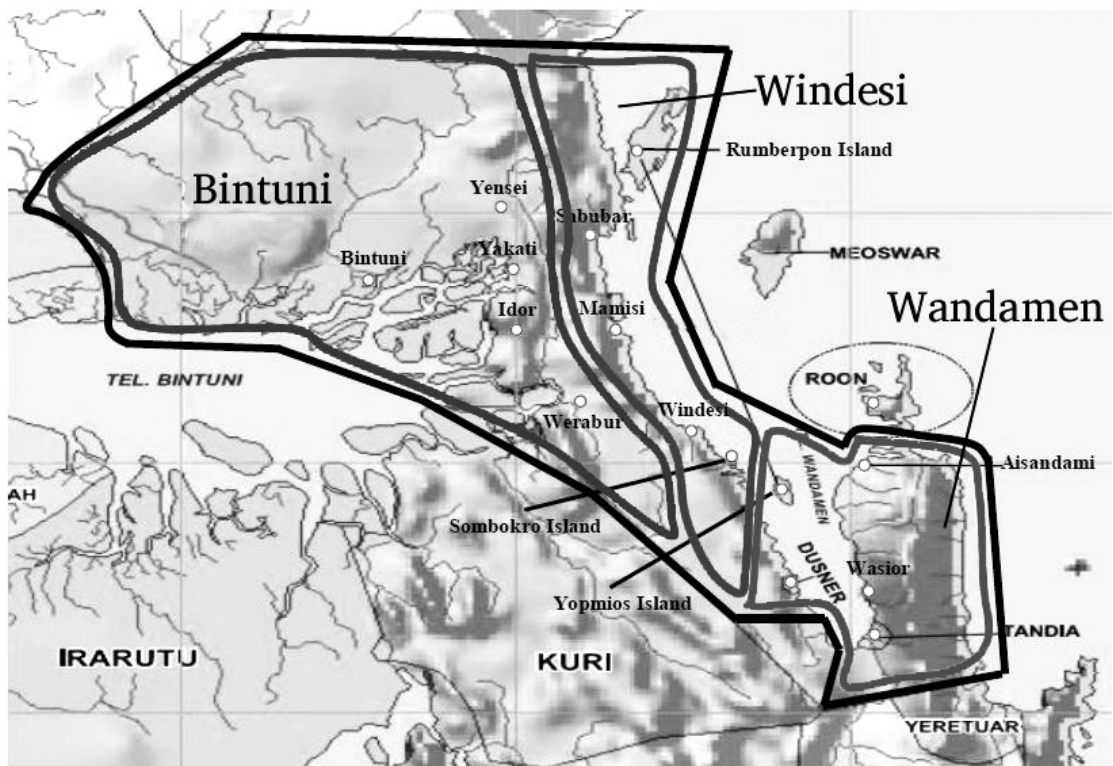 Windesi
Rumberpon Island
Bintuni
Yensei
Sabubar
Bintuni
Yakati
MEOSWAR
Idor
Mamisi
Wandamen
TEL. BINTUNI
ROON
Werabur
Windesi
WANDAMEN
Aisandami
AH
Sombokro Island
DUSNER
Wasior
Yopmios Island
TANDIA
IRARUTU
KURI
YERETUAR